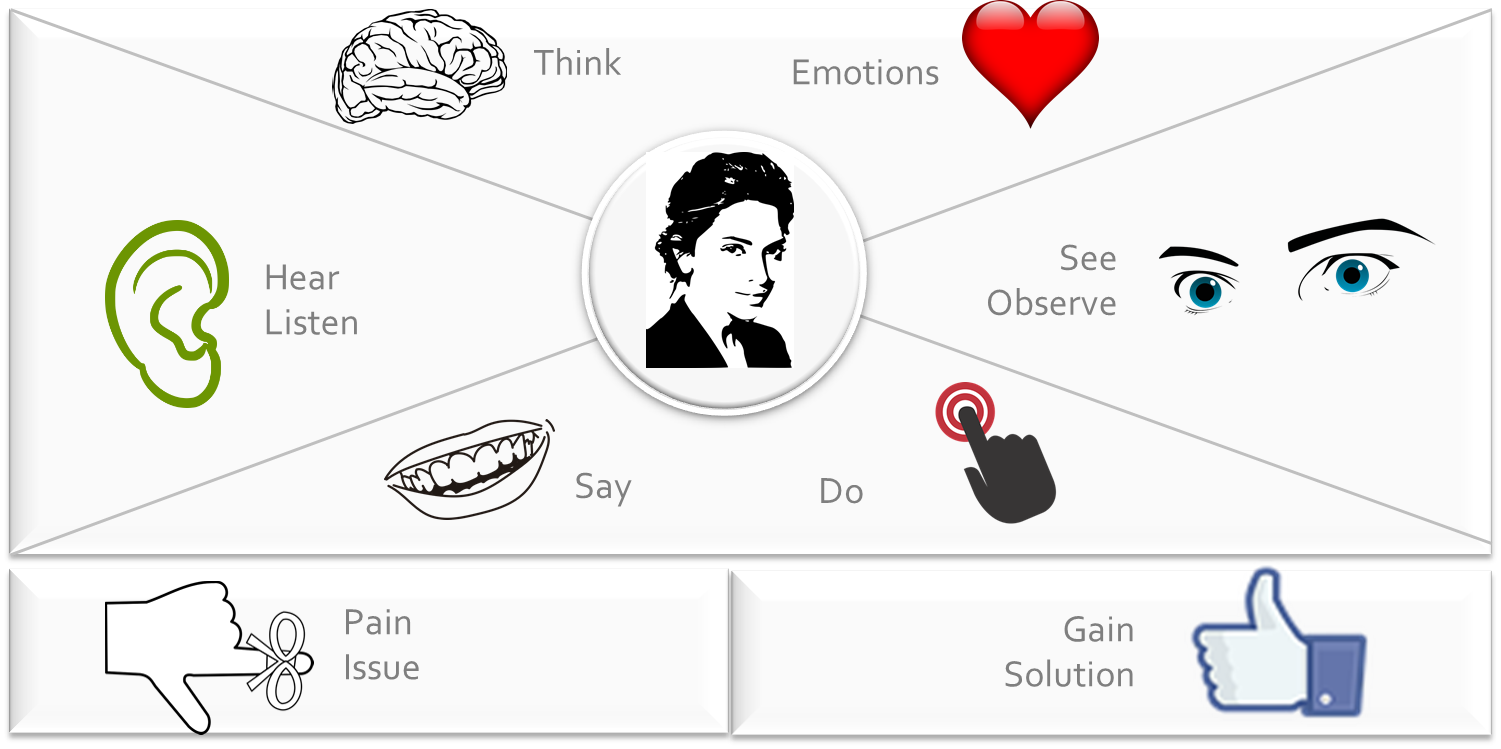 Think
Emotions
Hear
Listen
See
Observe
Say
Do
Pain
Issue
Gain
Solution